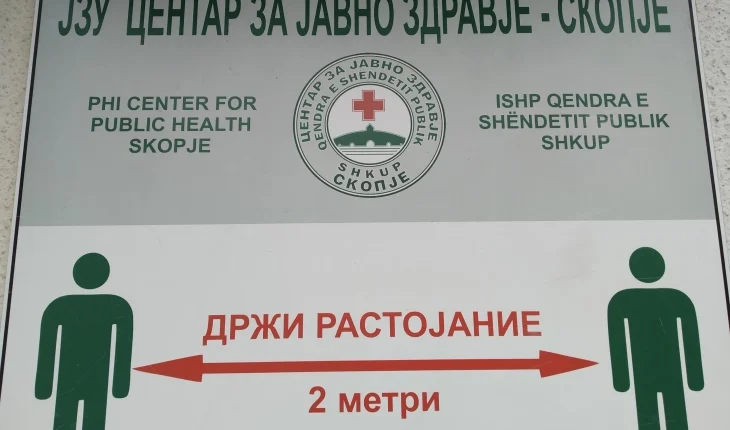 ЈЗУ ЦЕНТАР ЗА ЈАВНО ЗДРАВЈЕ - СКОПЈЕ
PHI CENTER FOR
PUBLIC HEALTH
SKOPJE
ЦЕНТАР ЗА ЈАВНО ЗДРАВЈЕ
QENDRA E SHENDETIT PUBLIK
SHKUP
СКОПЈЕ
ISHP QENDRA E
SHËNDETIT PUBLIK
SHKUP
ДРЖИ РАСТОЈАНИЕ
2 метри